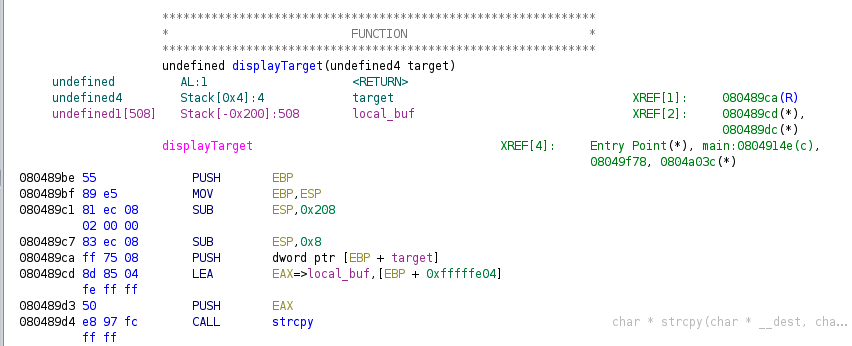 ************************************************************
* FUNCTION *
************************************************************
undefined displayTarget(undefined4 target)
undefined AL:1 <RETURN>
undefined4 Stack[0x4]:4 target XREF[1]: 080489ca(R)
undefined1[508] Stack[-0x200]:508 local_buf XREF[2]: 080489cd(*),
080489dc(*)
displayTarget XREF[4]: Entry Point(*), main:0804914e(c),
08049f78, 0804a03c(*)
080489be 55 PUSH EBP
080489bf 89 e5 MOV EBP,ESP
080489c1 81 ec 08 SUB ESP,0x208
02 00 00
080489c7 83 ec 08 SUB ESP,0x8
080489ca ff 75 08 PUSH dword ptr [EBP + target]
080489cd 8d 85 04 LEA EAX=>local_buf,[EBP + 0xfffffe04]
fe ff ff
080489d3 50 PUSH EAX
080489d4 e8 97 fc CALL strcpy char * strcpy(char * __dest, cha...
ff ff